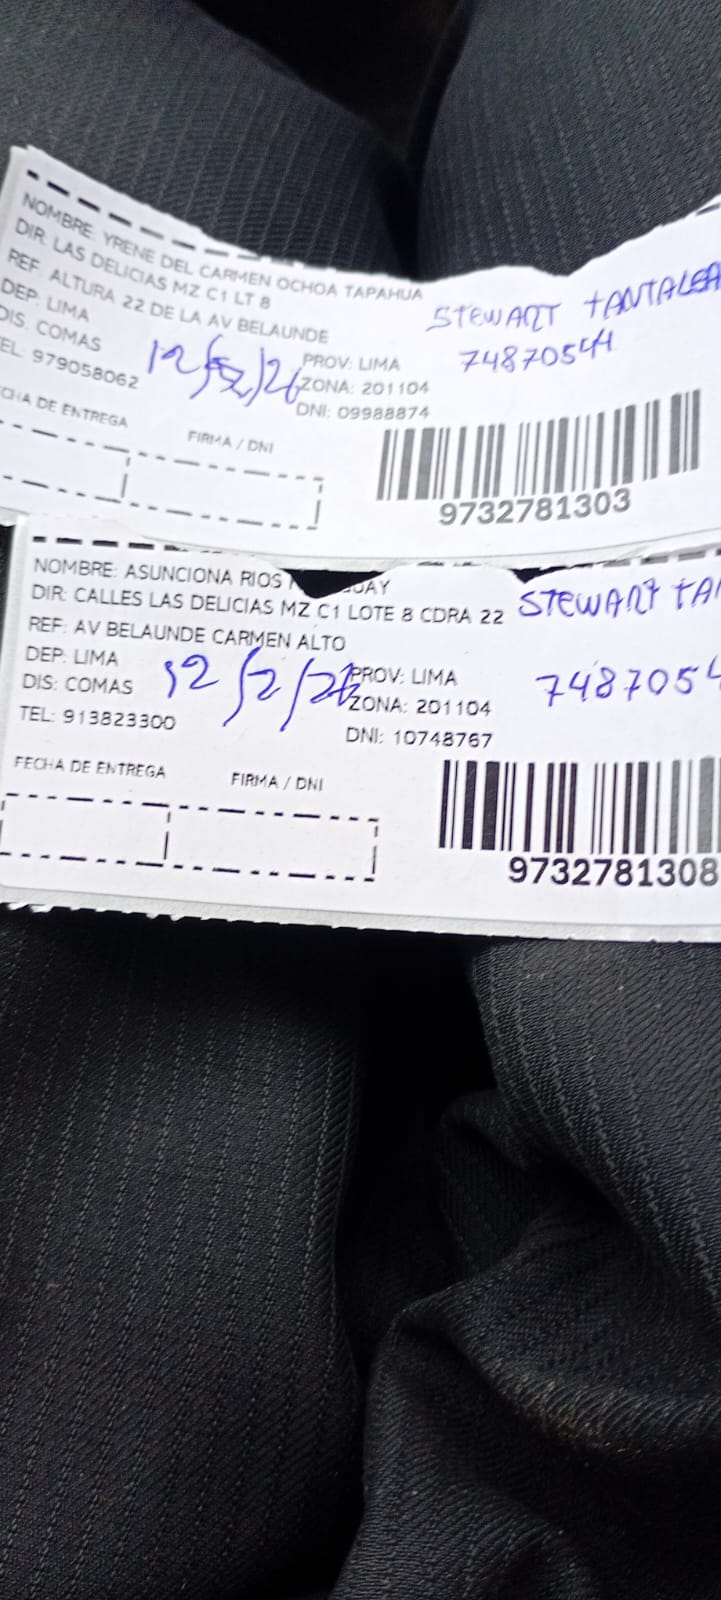 NOMBRE: YRENE DEL CARMEN OCHOA TAPAHUA
DIR: LAS DELICIAS MZ C1 LT 8
REF: ALTURA 22 DE LA AV BELAUNDE
DEP: LIMA
PROV: LIMA
DIS: COMAS
ZONA: 201104
TEL: 979058062
DNI: 09988874
STEWART TANTALEA
74870544
FECHA DE ENTREGA
FIRMA / DNI
9732781303
NOMBRE: ASUNCIONA RIOS
DIR: CALLES LAS DELICIAS MZ C1 LOTE 8 CDRA 22
REF: AV BELAUNDE CARMEN ALTO
DEP: LIMA
PROV: LIMA
DIS: COMAS
ZONA: 201104
TEL: 913823300
DNI: 10748767
12/2/26
STEWART TAN
7487054
FECHA DE ENTREGA
FIRMA / DNI
9732781308